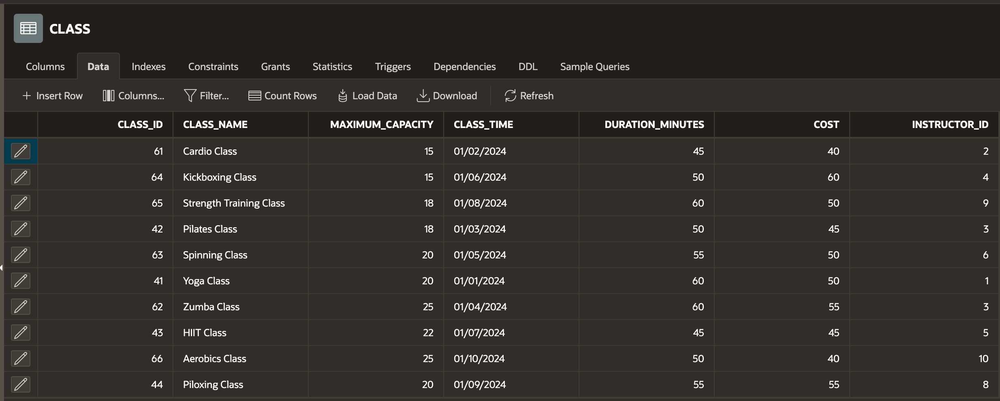 CLASS
Columns Data Indexes Constraints Grants Statistics Triggers Dependencies DDL Sample Queries
+ Insert Row Columns... Filter... Count Rows Load Data Download Refresh
CLASS_ID CLASS_NAME MAXIMUM_CAPACITY CLASS_TIME DURATION_MINUTES COST INSTRUCTOR_ID
61 Cardio Class 15 01/02/2024 45 40 2
64 Kickboxing Class 15 01/06/2024 50 60 4
65 Strength Training Class 18 01/08/2024 60 50 9
42 Pilates Class 18 01/03/2024 50 45 3
63 Spinning Class 20 01/05/2024 55 50 6
41 Yoga Class 20 01/01/2024 60 50 1
62 Zumba Class 25 01/04/2024 60 55 3
43 HIIT Class 22 01/07/2024 45 45 5
66 Aerobics Class 25 01/10/2024 50 40 10
44 Piloxing Class 20 01/09/2024 55 55 8